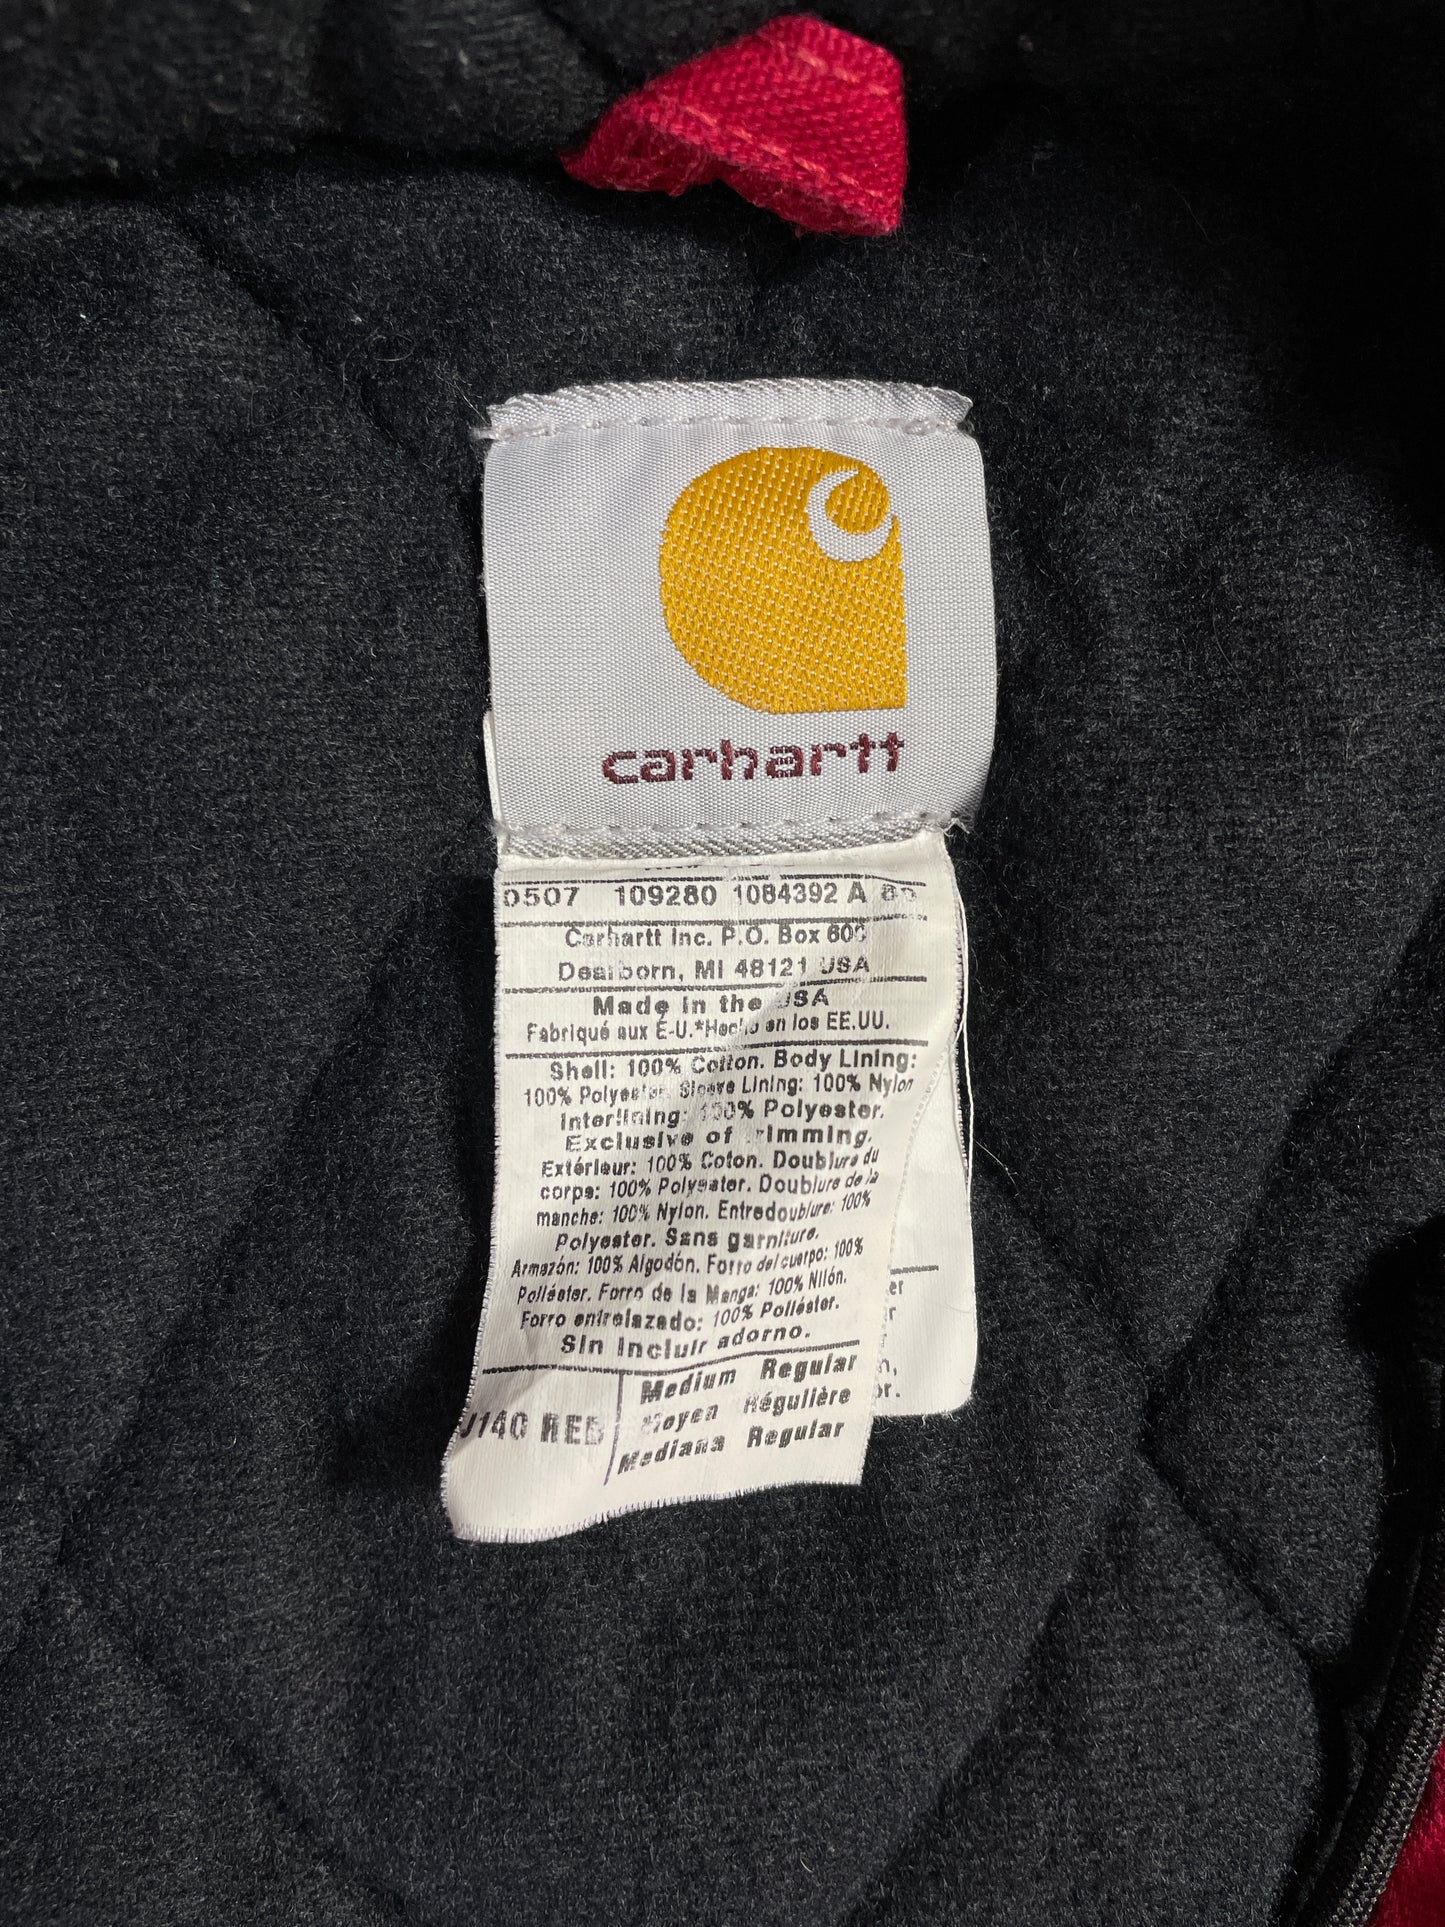 carhartt
0507 109280 1084392 A
Carhartt Inc. P.O. Box 600
Dearborn, MI 48121 USA
Made in the USA
Fabriqué aux É-U.*Hecho en los EE.UU.
Shell: 100% Cotton. Body Lining:
100% Polyester. Sleeve Lining: 100% Nylon
Interlining: 100% Polyester.
Exclusive of trimming.
Extérieur: 100% Coton. Doublure du
corps: 100% Polyester. Doublure de la
manche: 100% Nylon. Entredoublure: 100%
Polyester. Sans garniture.
Armazón: 100% Algodón. Forro del cuerpo: 100%
Poliéster. Forro de la Manga: 100% Nilón.
Forro entrelazado: 100% Poliéster.
Sin incluir adorno.
J140 RED
Medium Regular
Moyen Régulière
Mediana Regular